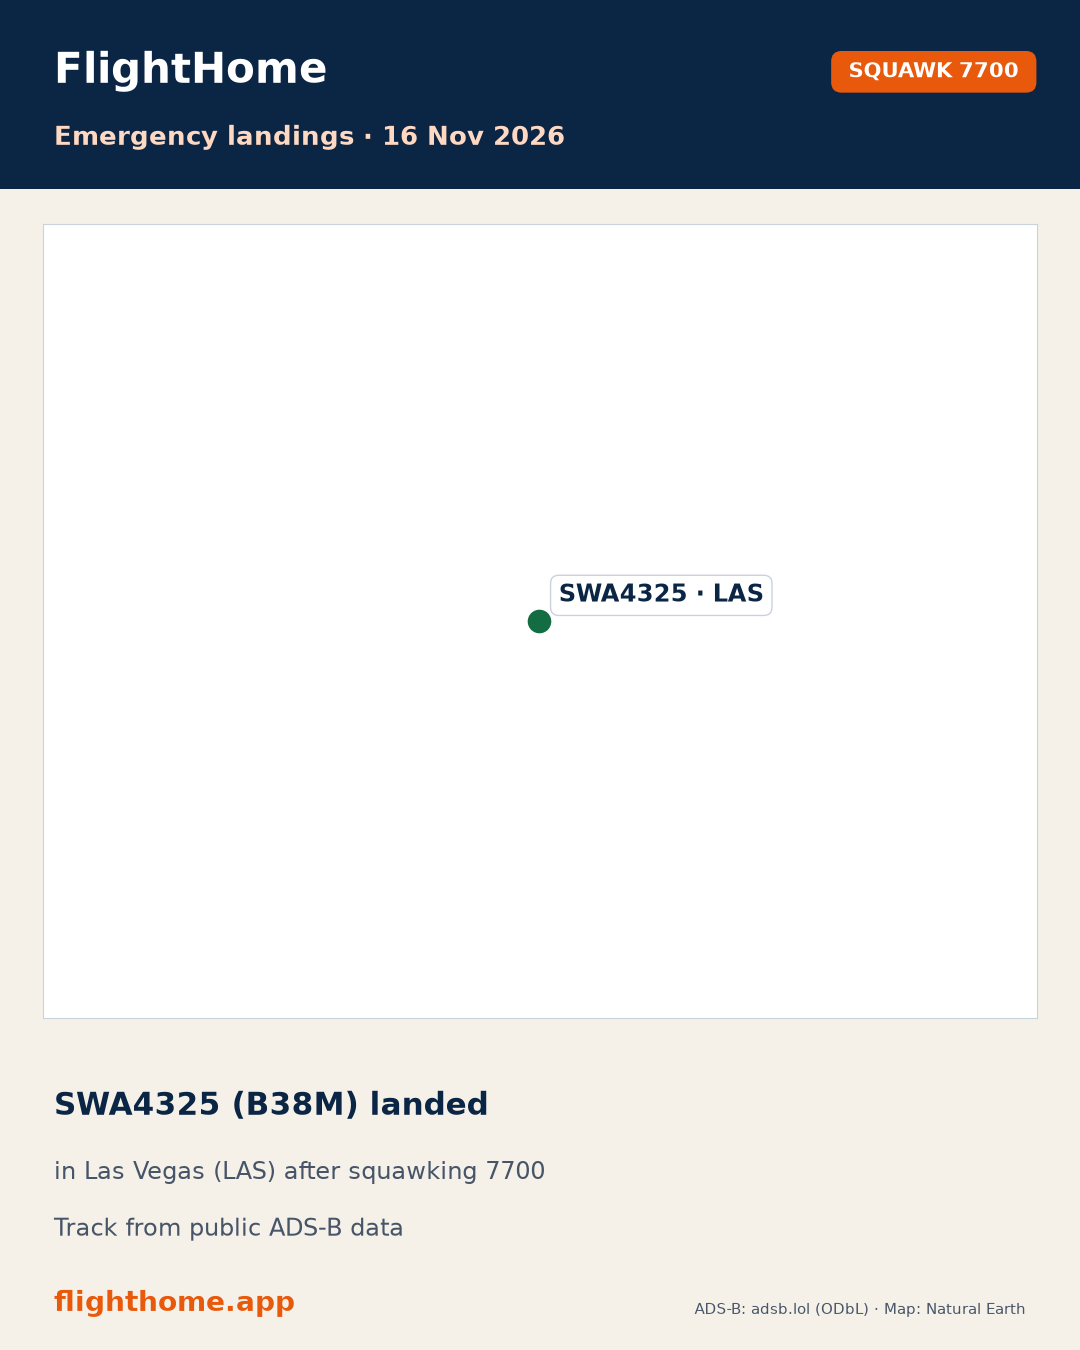 FlightHome
SQUAWK 7700
Emergency landings · 16 Nov 2026
SWA4325 · LAS
SWA4325 (B38M) landed
in Las Vegas (LAS) after squawking 7700
Track from public ADS-B data
flighthome.app
ADS-B: adsb.lol (ODbL) · Map: Natural Earth